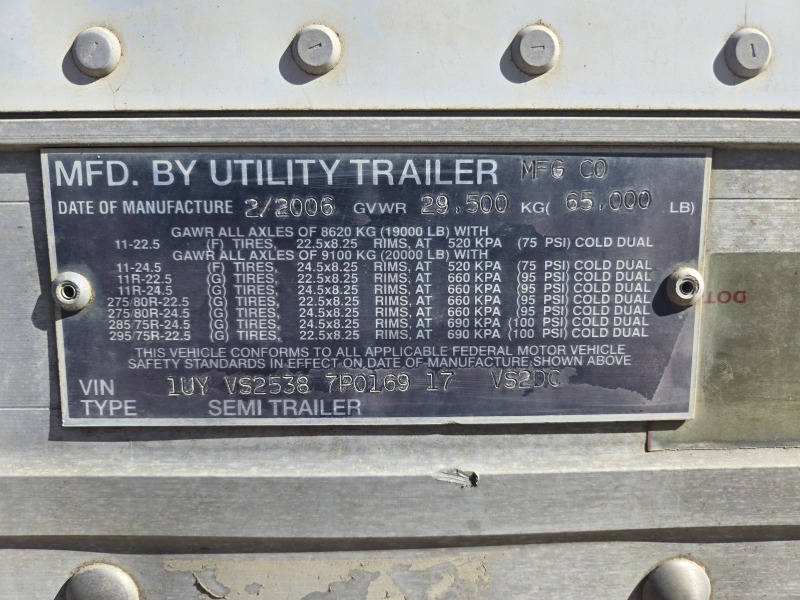 MFD. BY UTILITY TRAILER MFG CO
DATE OF MANUFACTURE 2/2006 GVWR 29,500 KG( 65,000 LB)
GAWR ALL AXLES OF 8620 KG (19000 LB) WITH
11-22.5 (F) TIRES, 22.5x8.25 RIMS, AT 520 KPA (75 PSI) COLD DUAL
GAWR ALL AXLES OF 9100 KG (20000 LB) WITH
11-24.5 (F) TIRES, 24.5x8.25 RIMS, AT 520 KPA (75 PSI) COLD DUAL
11R-22.5 (G) TIRES, 22.5x8.25 RIMS, AT 660 KPA (95 PSI) COLD DUAL
11R-24.5 (G) TIRES, 24.5x8.25 RIMS, AT 660 KPA (95 PSI) COLD DUAL
275/80R-22.5 (G) TIRES, 22.5x8.25 RIMS, AT 660 KPA (95 PSI) COLD DUAL
275/80R-24.5 (G) TIRES, 24.5x8.25 RIMS, AT 660 KPA (95 PSI) COLD DUAL
285/75R-24.5 (G) TIRES, 24.5x8.25 RIMS, AT 690 KPA (100 PSI) COLD DUAL
295/75R-22.5 (G) TIRES, 22.5x8.25 RIMS, AT 690 KPA (100 PSI) COLD DUAL
THIS VEHICLE CONFORMS TO ALL APPLICABLE FEDERAL MOTOR VEHICLE
SAFETY STANDARDS IN EFFECT ON DATE OF MANUFACTURE SHOWN ABOVE
VIN 1UY VS2538 7P0169 17 VS2DC
TYPE SEMI TRAILER
DOT